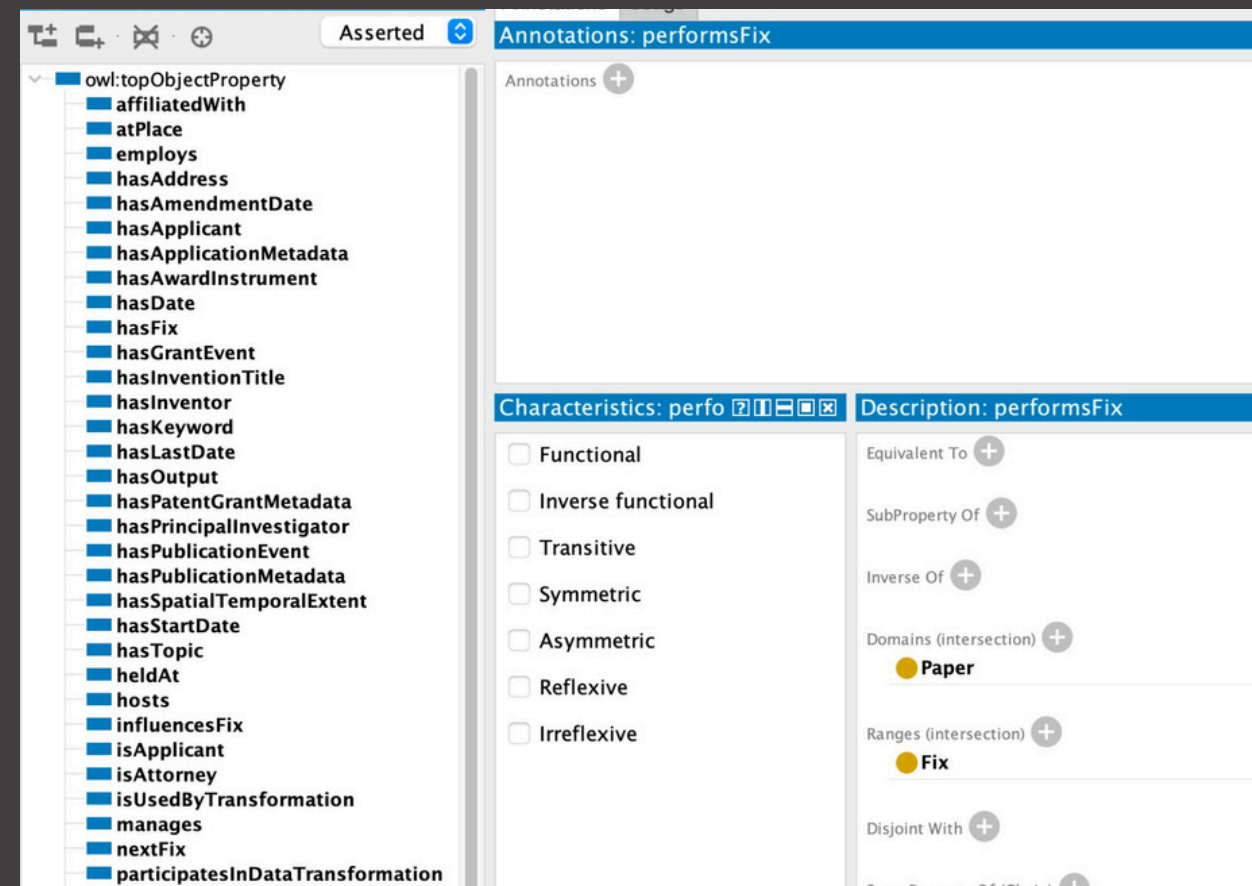 Asserted
owl:topObjectProperty
affiliatedWith
atPlace
employs
hasAddress
hasAmendmentDate
hasApplicant
hasApplicationMetadata
hasAwardInstrument
hasDate
hasFix
hasGrantEvent
hasInventionTitle
hasInventor
hasKeyword
hasLastDate
hasOutput
hasPatentGrantMetadata
hasPrincipalInvestigator
hasPublicationEvent
hasPublicationMetadata
hasSpatialTemporalExtent
hasStartDate
hasTopic
heldAt
hosts
influencesFix
isApplicant
isAttorney
isUsedByTransformation
manages
nextFix
participatesInDataTransformation
Annotations: performsFix
Annotations
Characteristics: perfo
Functional
Inverse functional
Transitive
Symmetric
Asymmetric
Reflexive
Irreflexive
Description: performsFix
Equivalent To
SubProperty Of
Inverse Of
Domains (intersection)
Paper
Ranges (intersection)
Fix
Disjoint With